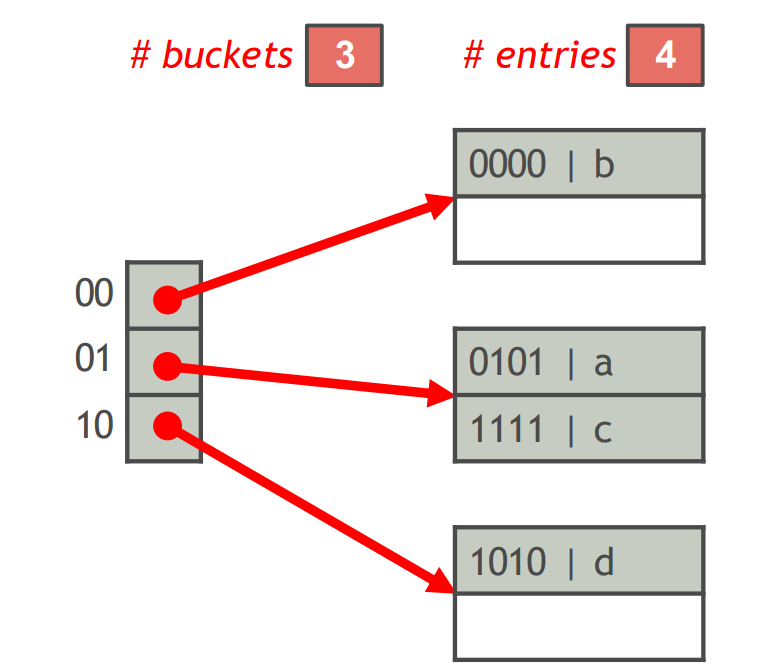 # buckets 3 # entries 4
0000 | b
00
01
0101 | a
10
1111 | c
1010 | d